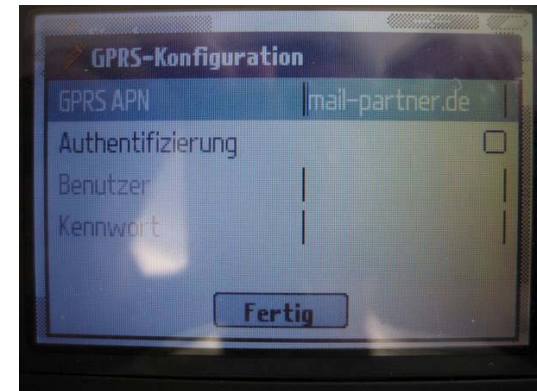 GPRS-Konfiguration
GPRS APN mail-partner.de
Authentifizierung
Benutzer
Kennwort
Fertig